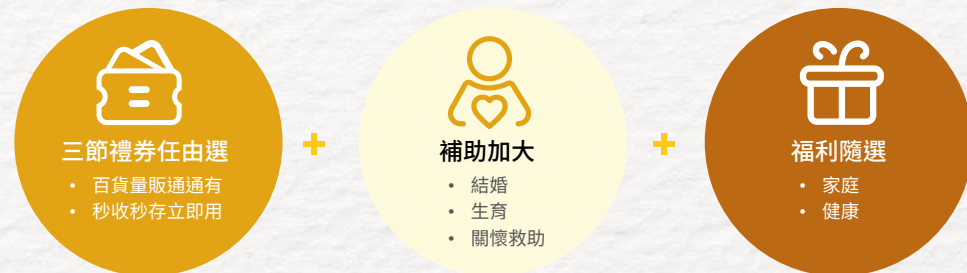 三節禮券任由選
• 百貨量販通通有
• 秒收秒存立即用
補助加大
• 結婚
• 生育
• 關懷救助
福利隨選
• 家庭
• 健康